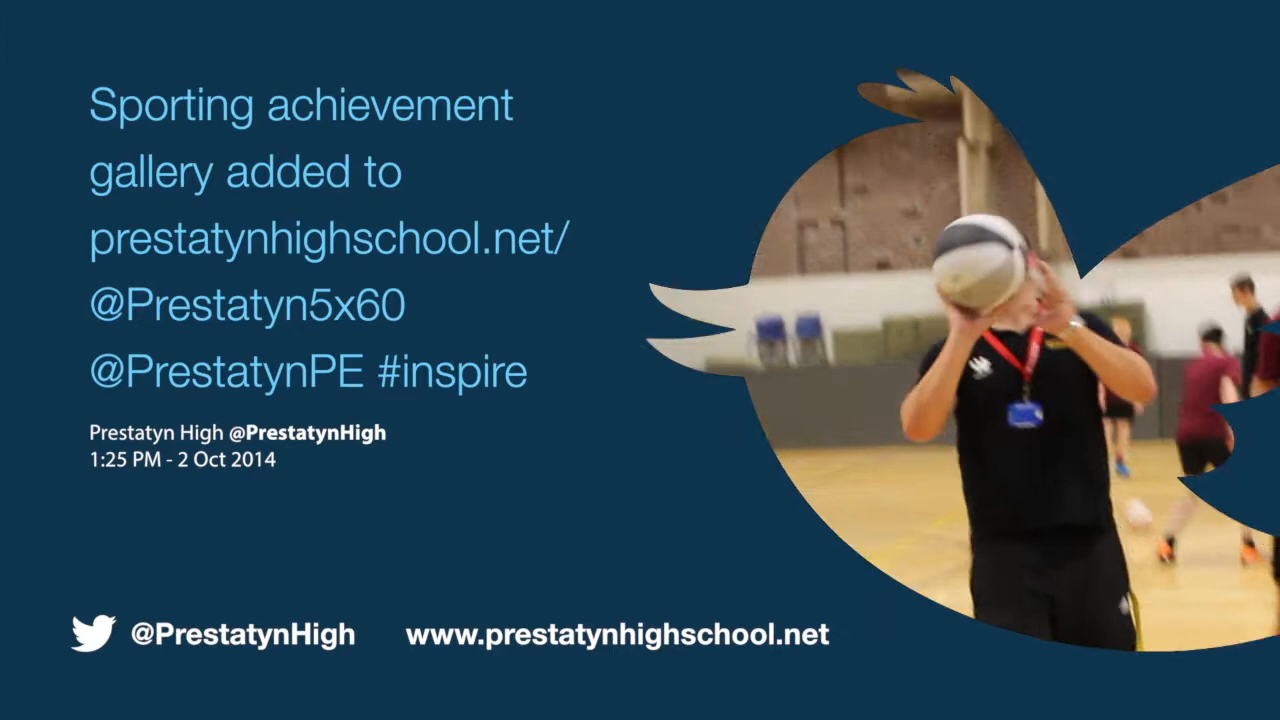 Sporting achievement
gallery added to
prestatynhighschool.net/
@Prestatyn5x60
@PrestatynPE #inspire
Prestatyn High @PrestatynHigh
1:25 PM - 2 Oct 2014
@PrestatynHigh www.prestatynhighschool.net